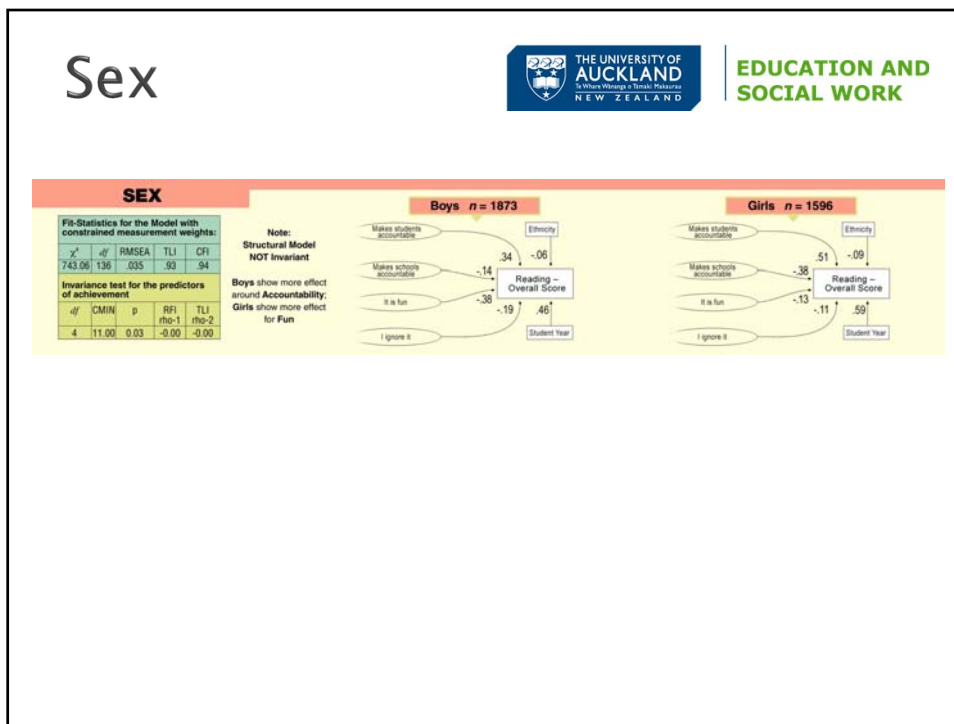 Sex
THE UNIVERSITY OF
AUCKLAND
Te Whare Wānanga o Tāmaki Makaurau
NEW ZEALAND
EDUCATION AND
SOCIAL WORK
SEX
Fit-Statistics for the Model with
constrained measurement weights:
χ² df RMSEA TLI CFI
743.06 136 .035 .93 .94
Invariance test for the predictors
of achievement
df CMIN p RFI TLI
rho-1 rho-2
4 11.00 0.03 -0.00 -0.00
Note:
Structural Model
NOT Invariant
Boys show more effect
around Accountability;
Girls show more effect
for Fun
Boys n = 1873
Makes students
accountable
Ethnicity
.34 -.06
Makes schools
accountable
-.14
Reading –
Overall Score
It is fun
-.38
-.19 .46
I ignore it
Student Year
Girls n = 1596
Makes students
accountable
Ethnicity
.51 -.09
Makes schools
accountable
-.38
Reading –
Overall Score
It is fun
-.13
-.11 .59
I ignore it
Student Year